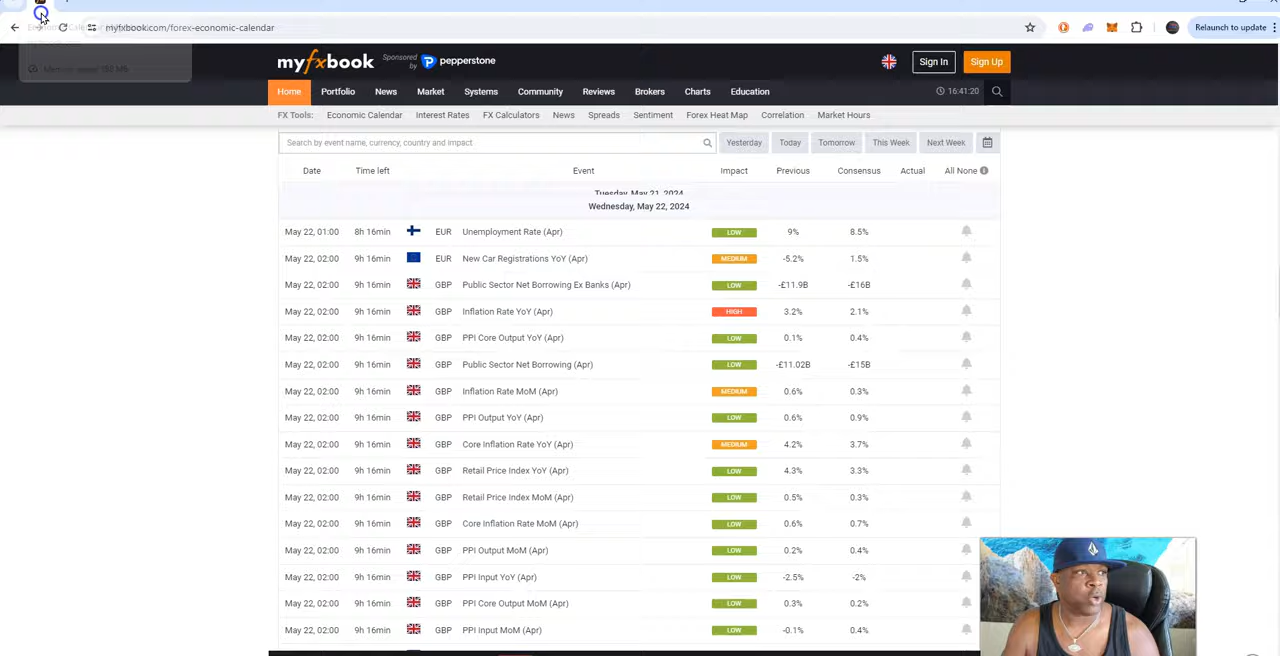 myfxbook.com/forex-economic-calendar
Relaunch to update
myfxbook Sponsored by pepperstone
Sign In
Sign Up
Home Portfolio News Market Systems Community Reviews Brokers Charts Education
16:41:20
FX Tools: Economic Calendar Interest Rates FX Calculators News Spreads Sentiment Forex Heat Map Correlation Market Hours
Search by event name, currency, country and impact
Yesterday Today Tomorrow This Week Next Week
Date Time left Event Impact Previous Consensus Actual All None
Tuesday, May 21, 2024
Wednesday, May 22, 2024
May 22, 01:00 8h 16min EUR Unemployment Rate (Apr) LOW 9% 8.5%
May 22, 02:00 9h 16min EUR New Car Registrations YoY (Apr) MEDIUM -5.2% 1.5%
May 22, 02:00 9h 16min GBP Public Sector Net Borrowing Ex Banks (Apr) LOW -£11.9B -£16B
May 22, 02:00 9h 16min GBP Inflation Rate YoY (Apr) HIGH 3.2% 2.1%
May 22, 02:00 9h 16min GBP PPI Core Output YoY (Apr) LOW 0.1% 0.4%
May 22, 02:00 9h 16min GBP Public Sector Net Borrowing (Apr) LOW -£11.02B -£15B
May 22, 02:00 9h 16min GBP Inflation Rate MoM (Apr) MEDIUM 0.6% 0.3%
May 22, 02:00 9h 16min GBP PPI Output YoY (Apr) LOW 0.6% 0.9%
May 22, 02:00 9h 16min GBP Core Inflation Rate YoY (Apr) MEDIUM 4.2% 3.7%
May 22, 02:00 9h 16min GBP Retail Price Index YoY (Apr) LOW 4.3% 3.3%
May 22, 02:00 9h 16min GBP Retail Price Index MoM (Apr) LOW 0.5% 0.3%
May 22, 02:00 9h 16min GBP Core Inflation Rate MoM (Apr) LOW 0.6% 0.7%
May 22, 02:00 9h 16min GBP PPI Output MoM (Apr) LOW 0.2% 0.4%
May 22, 02:00 9h 16min GBP PPI Input YoY (Apr) LOW -2.5% -2%
May 22, 02:00 9h 16min GBP PPI Core Output MoM (Apr) LOW 0.3% 0.2%
May 22, 02:00 9h 16min GBP PPI Input MoM (Apr) LOW -0.1% 0.4%